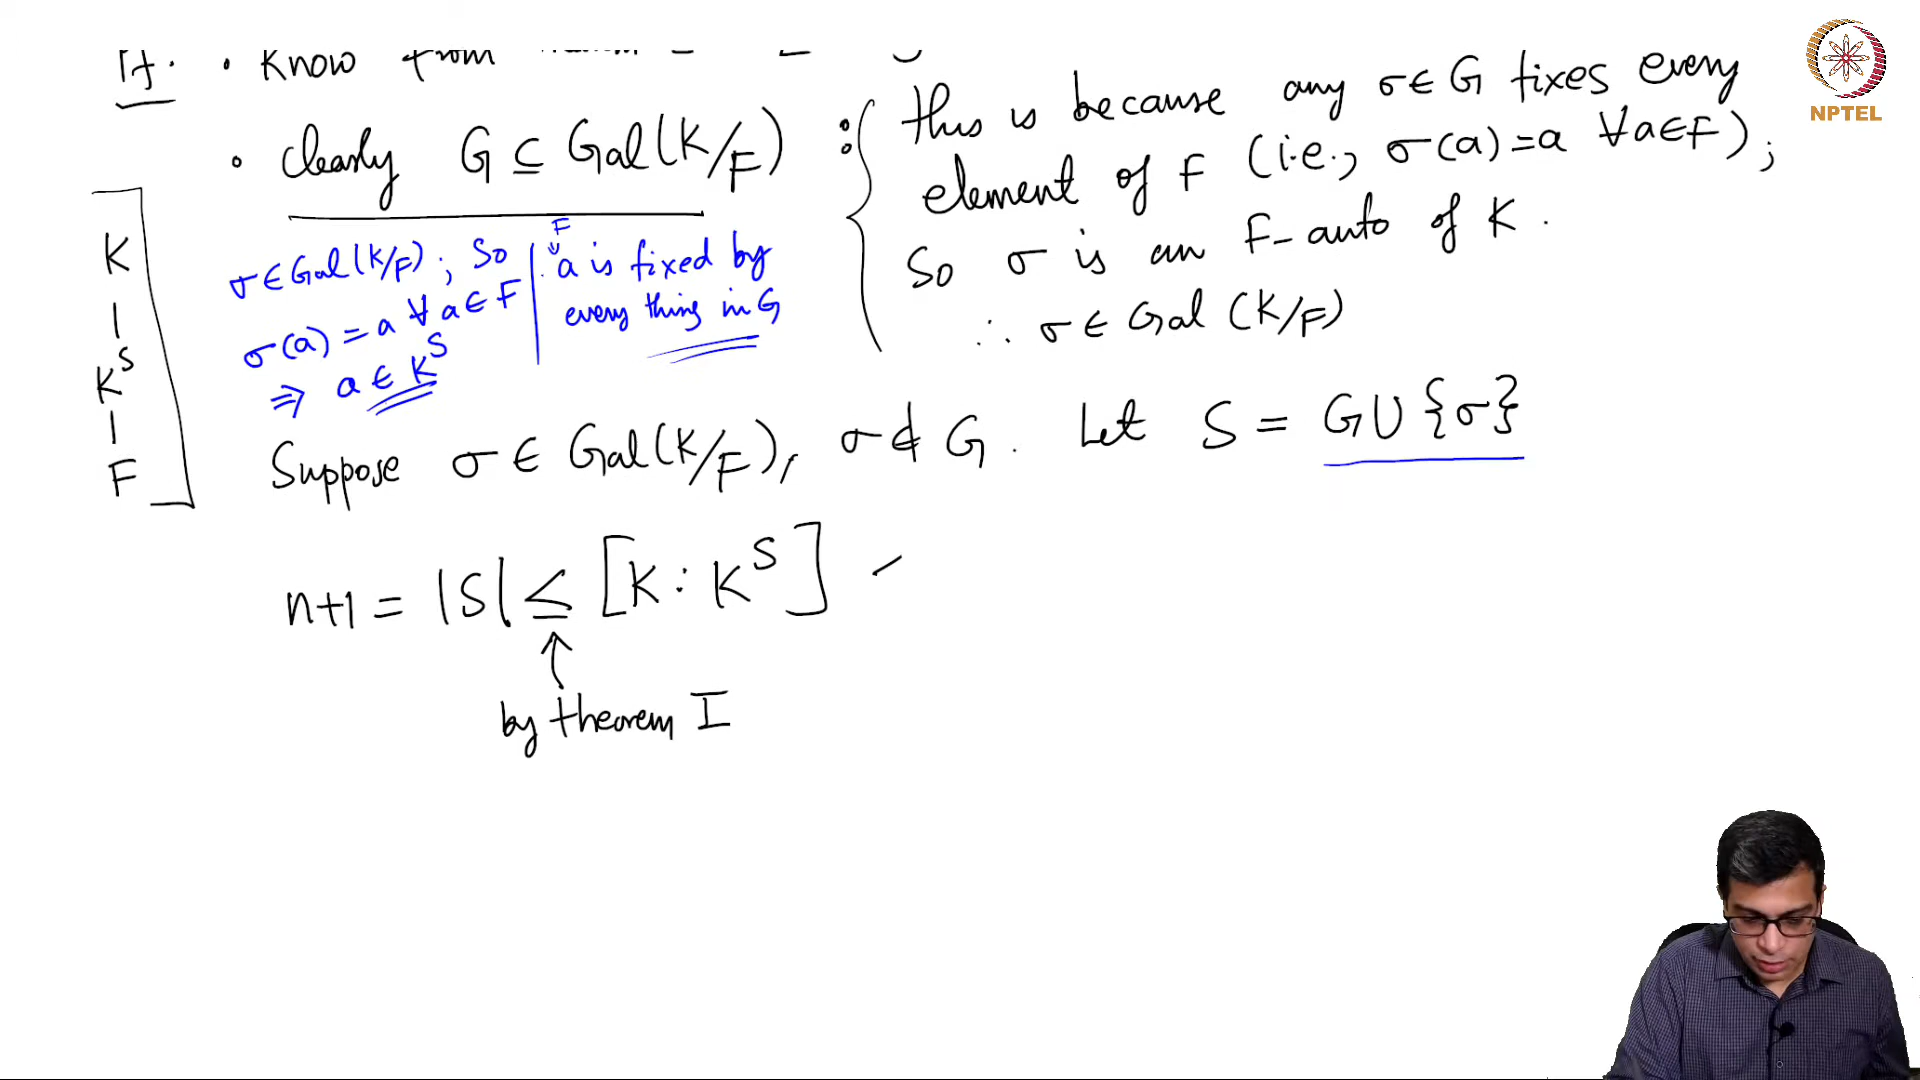 Pf. • Know from
• clearly G ⊆ Gal(K/F) :
this is because any σ∈G fixes every
element of F (i.e., σ(a)=a ∀a∈F);
So σ is an F-auto of K.
∴ σ∈ Gal (K/F)
K
|
K^S
|
F
σ∈Gal(K/F); So
σ(a) = a ∀ a∈F
⇒ a ∈ K^S
F
∵ a is fixed by
every thing in G
Suppose σ ∈ Gal(K/F), σ∉G. Let S = G∪{σ}
n+1 = |S| ≤ [K : K^S]
↑
by theorem I
NPTEL